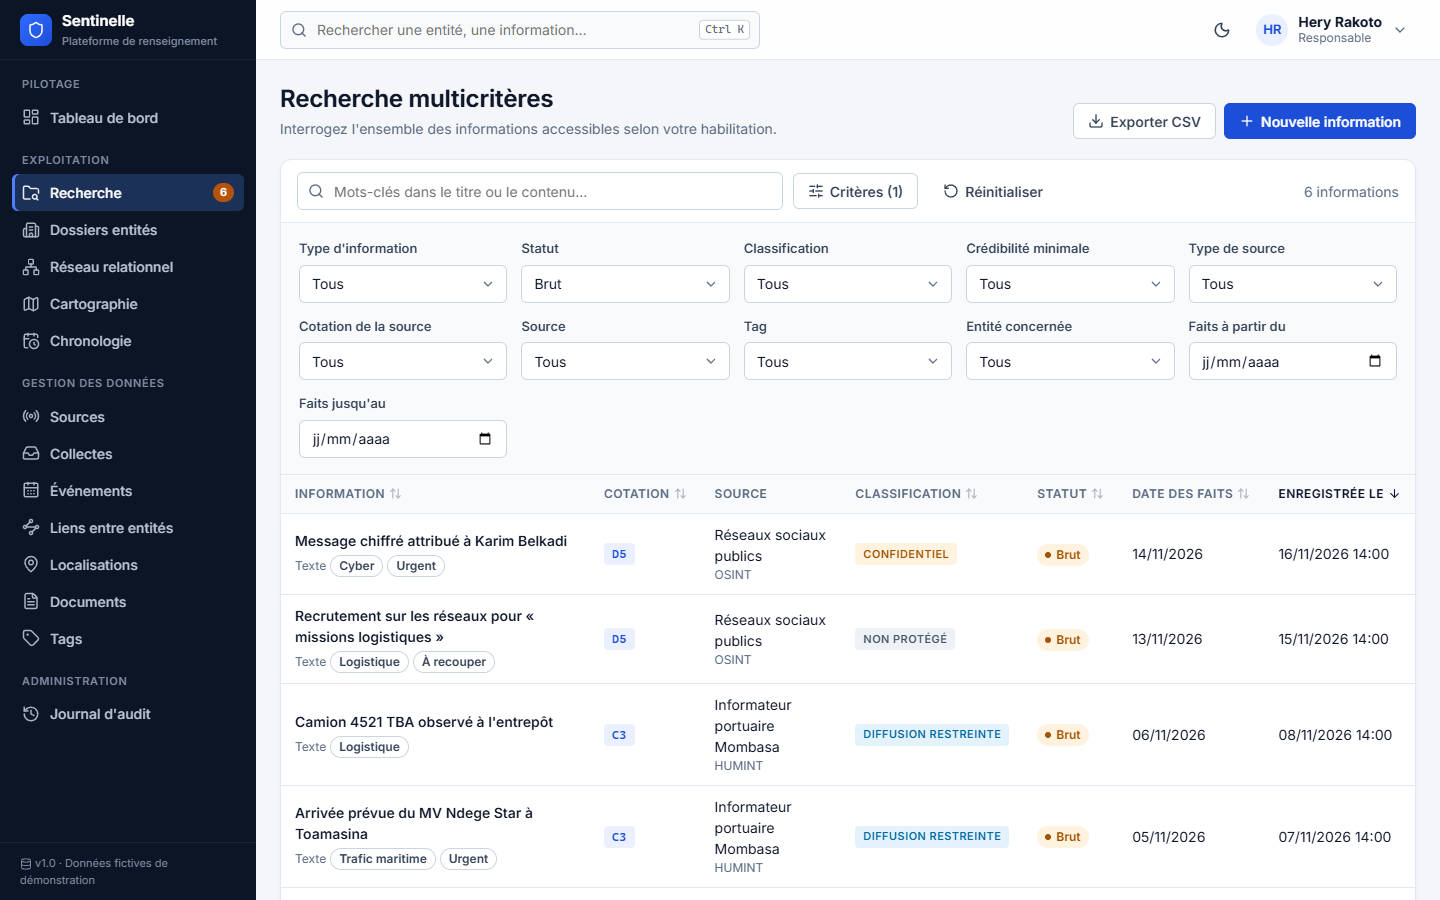 Sentinelle
Plateforme de renseignement
PILOTAGE
Tableau de bord
EXPLOITATION
Recherche 6
Dossiers entités
Réseau relationnel
Cartographie
Chronologie
GESTION DES DONNÉES
Sources
Collectes
Événements
Liens entre entités
Localisations
Documents
Tags
ADMINISTRATION
Journal d'audit
v1.0 · Données fictives de
démonstration
Rechercher une entité, une information... Ctrl K
HR Hery Rakoto
Responsable
Recherche multicritères
Interrogez l'ensemble des informations accessibles selon votre habilitation.
Exporter CSV
Nouvelle information
Mots-clés dans le titre ou le contenu... Critères (1) Réinitialiser 6 informations
Type d'information Statut Classification Crédibilité minimale Type de source
Tous Brut Tous Tous Tous
Cotation de la source Source Tag Entité concernée Faits à partir du
Tous Tous Tous Tous jj/mm/aaaa
Faits jusqu'au
jj/mm/aaaa
INFORMATION COTATION SOURCE CLASSIFICATION STATUT DATE DES FAITS ENREGISTRÉE LE
Message chiffré attribué à Karim Belkadi
Texte Cyber Urgent
D5
Réseaux sociaux
publics
OSINT
CONFIDENTIEL
Brut
14/11/2026
16/11/2026 14:00
Recrutement sur les réseaux pour «
missions logistiques »
Texte Logistique À recouper
D5
Réseaux sociaux
publics
OSINT
NON PROTÉGÉ
Brut
13/11/2026
15/11/2026 14:00
Camion 4521 TBA observé à l'entrepôt
Texte Logistique
C3
Informateur
portuaire
Mombasa
HUMINT
DIFFUSION RESTREINTE
Brut
06/11/2026
08/11/2026 14:00
Arrivée prévue du MV Ndege Star à
Toamasina
Texte Trafic maritime Urgent
C3
Informateur
portuaire
Mombasa
HUMINT
DIFFUSION RESTREINTE
Brut
05/11/2026
07/11/2026 14:00